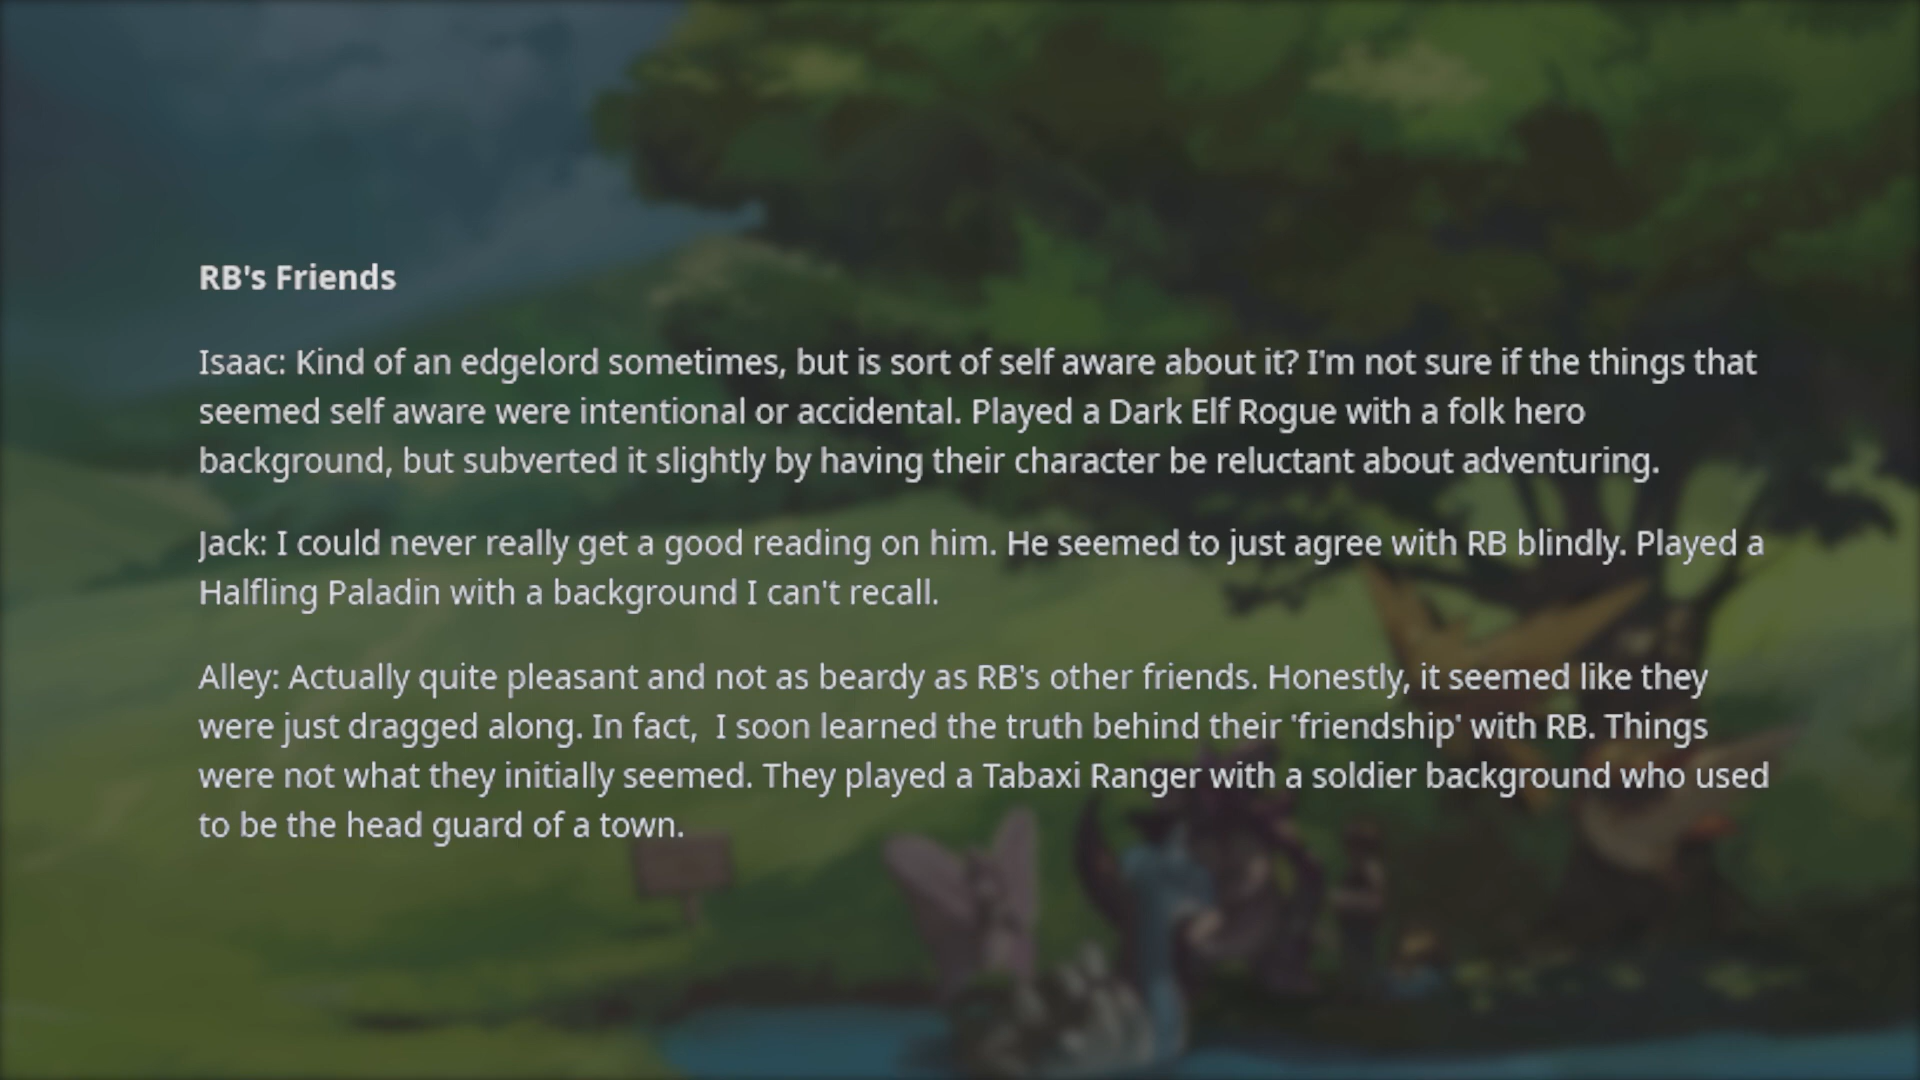 RB's Friends
Isaac: Kind of an edgelord sometimes, but is sort of self aware about it? I'm not sure if the things that
seemed self aware were intentional or accidental. Played a Dark Elf Rogue with a folk hero
background, but subverted it slightly by having their character be reluctant about adventuring.
Jack: I could never really get a good reading on him. He seemed to just agree with RB blindly. Played a
Halfling Paladin with a background I can't recall.
Alley: Actually quite pleasant and not as beardy as RB's other friends. Honestly, it seemed like they
were just dragged along. In fact,  I soon learned the truth behind their 'friendship' with RB. Things
were not what they initially seemed. They played a Tabaxi Ranger with a soldier background who used
to be the head guard of a town.